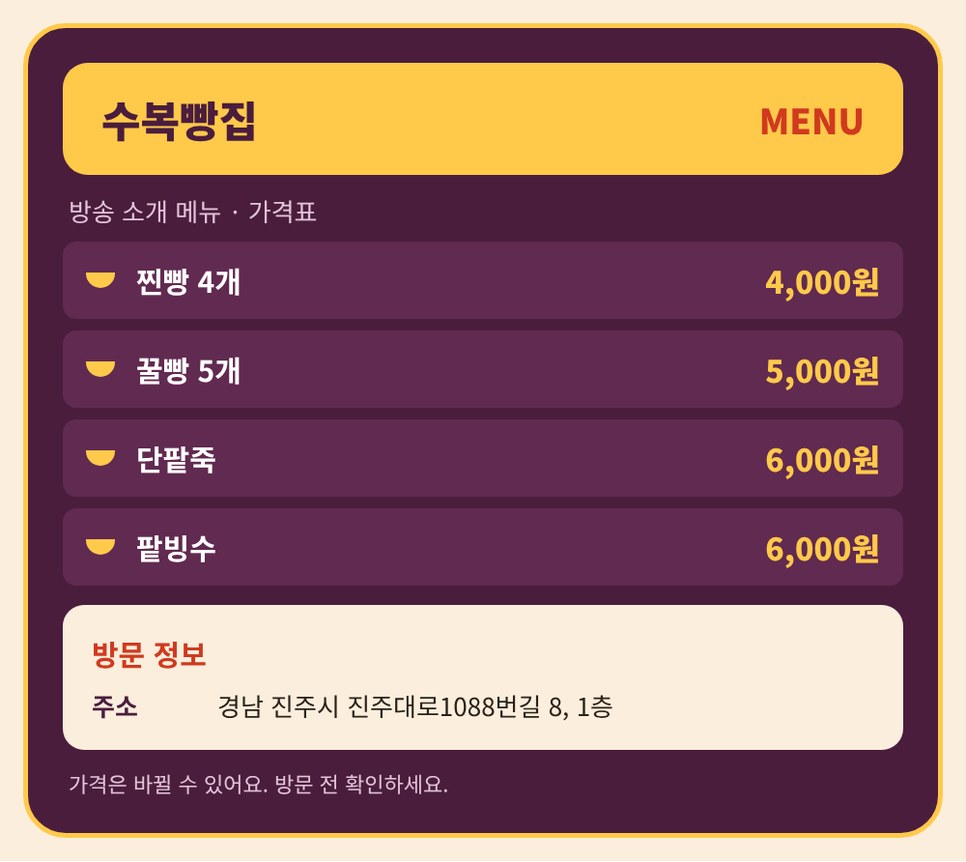 수복빵집 MENU
방송 소개 메뉴 · 가격표
찐빵 4개 4,000원
꿀빵 5개 5,000원
단팥죽 6,000원
팥빙수 6,000원
방문 정보
주소 경남 진주시 진주대로1088번길 8, 1층
가격은 바뀔 수 있어요. 방문 전 확인하세요.